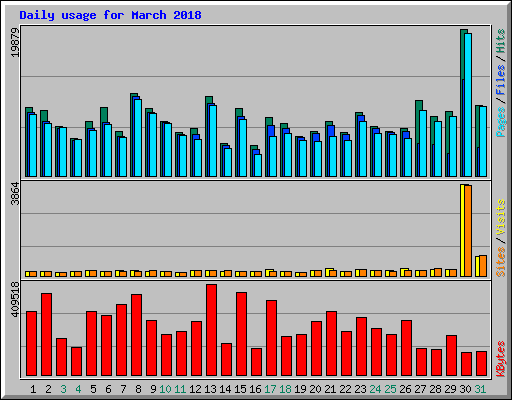 Daily usage for March 2018
19879
Pages / Files / Hits
3864
Sites / Visits
409518
KBytes
1 2 3 4 5 6 7 8 9 10 11 12 13 14 15 16 17 18 19 20 21 22 23 24 25 26 27 28 29 30 31